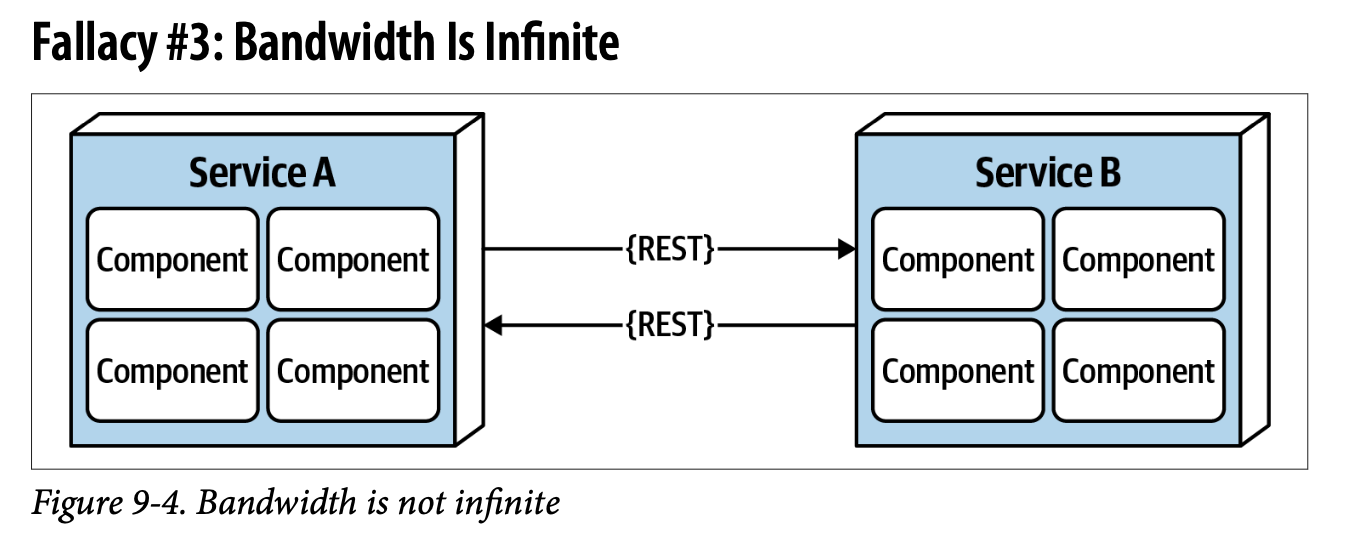 Fallacy #3: Bandwidth Is Infinite
Service A
Service B
Component Component
Component Component
{REST}
Component Component
Component Component
{REST}
Figure 9-4. Bandwidth is not infinite